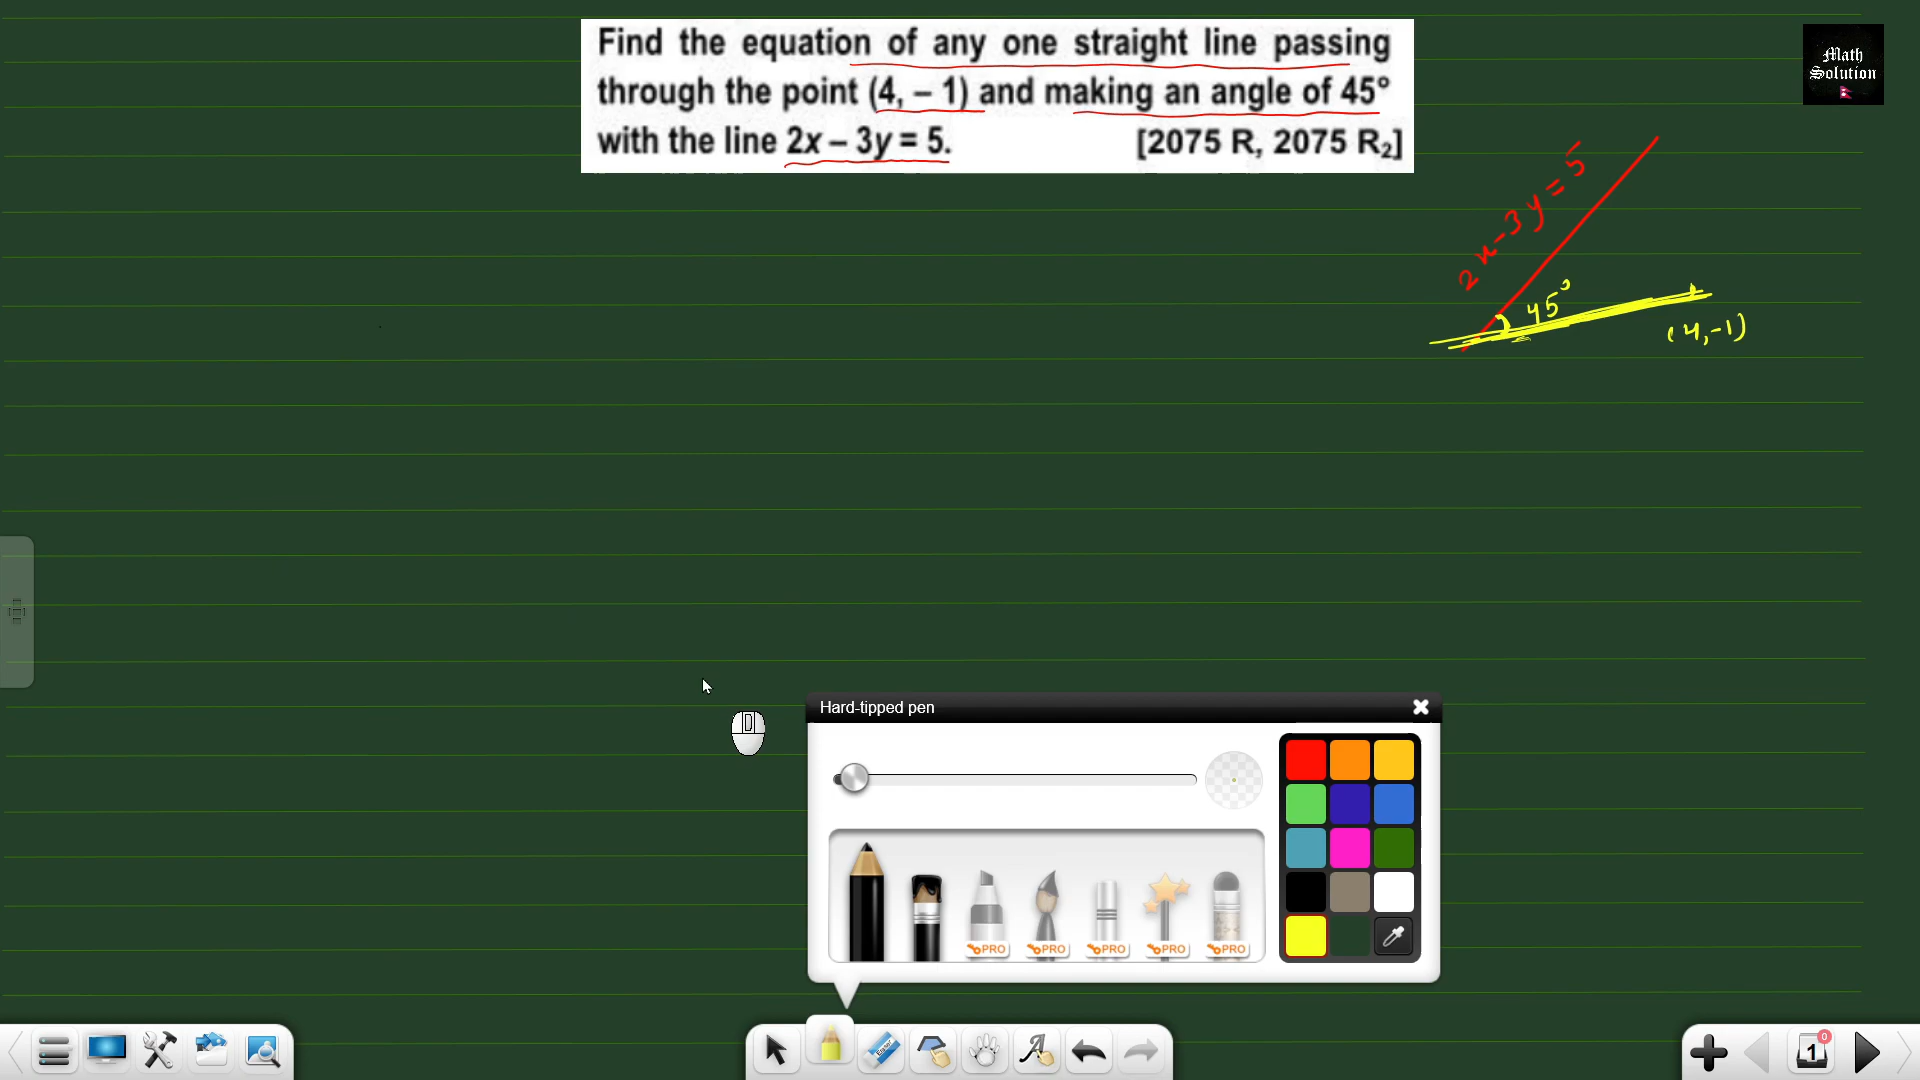 Find the equation of any one straight line passing
through the point (4, – 1) and making an angle of 45°
with the line 2x – 3y = 5. [2075 R, 2075 R₂]
Math
Solution
2x-3y=5
45°
(4,-1)
Hard-tipped pen
PRO PRO PRO PRO PRO
Eraser
A
1
0